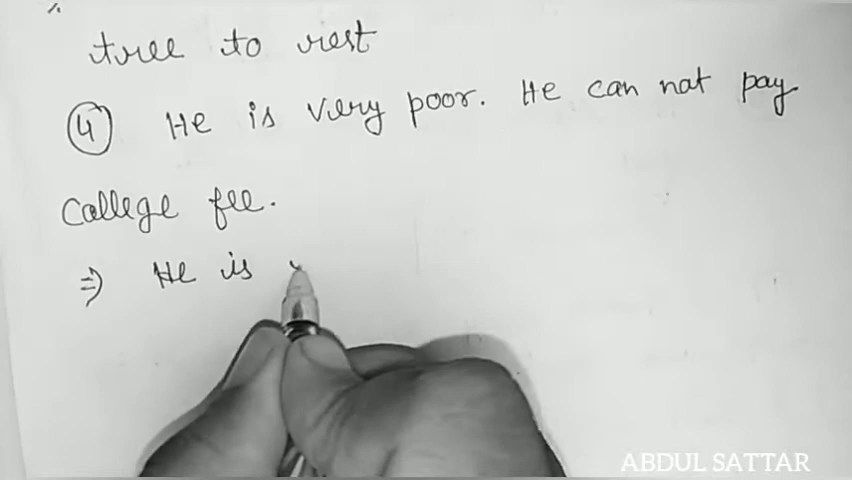 tree to rest
④ He is very poor. He can not pay
College fee.
⇒ He is
ABDUL SATTAR